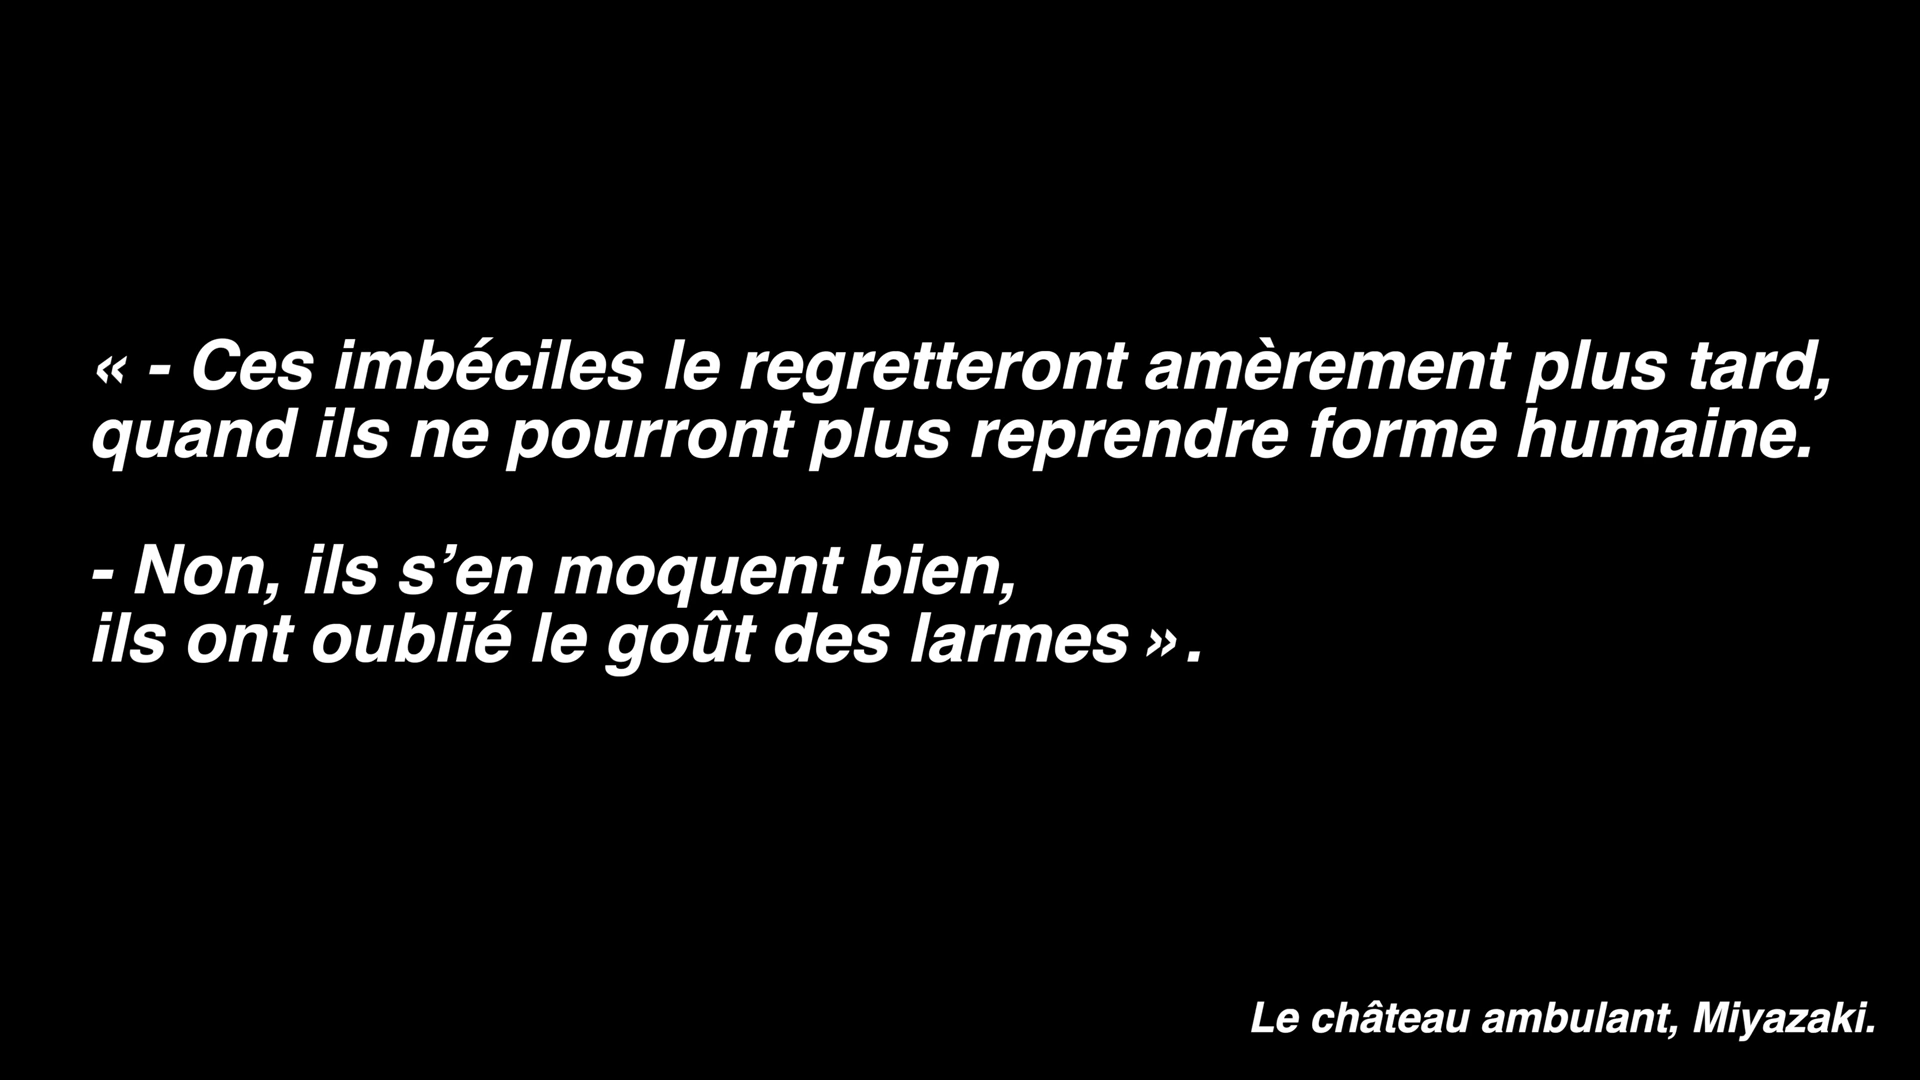 « - Ces imbéciles le regretteront amèrement plus tard,
quand ils ne pourront plus reprendre forme humaine.
- Non, ils s’en moquent bien,
ils ont oublié le goût des larmes ».
Le château ambulant, Miyazaki.